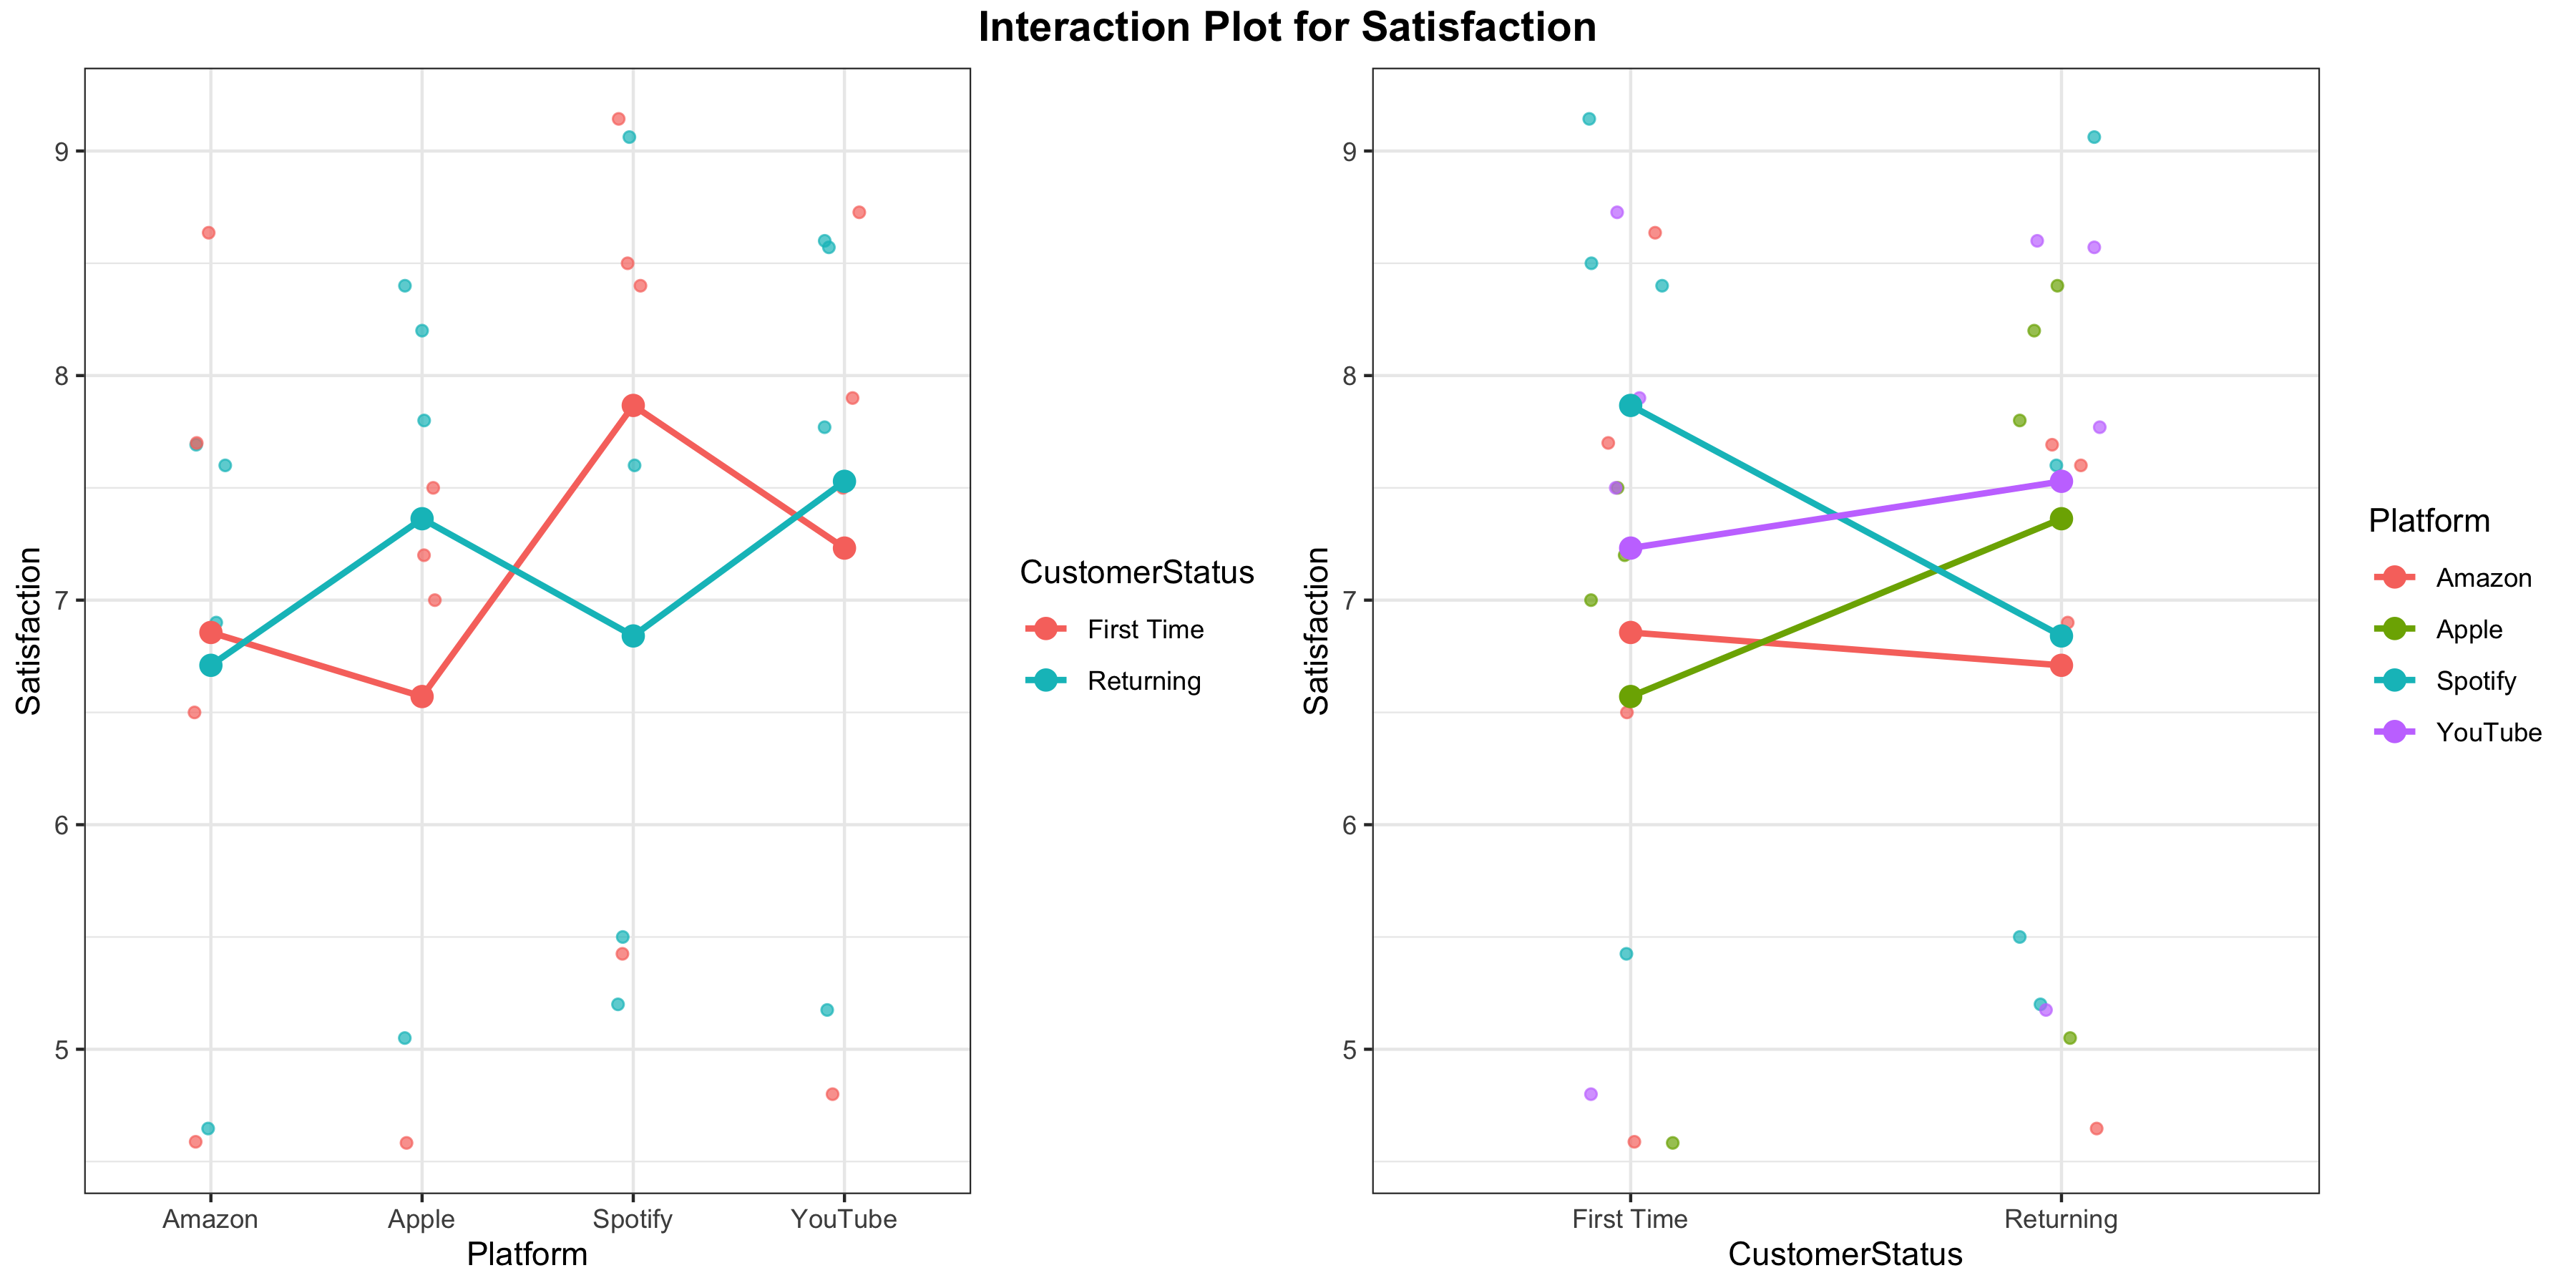 Interaction Plot for Satisfaction
Satisfaction
9
8
7
6
5
Amazon
Apple
Spotify
YouTube
Platform
CustomerStatus
First Time
Returning
Satisfaction
9
8
7
6
5
First Time
Returning
CustomerStatus
Platform
Amazon
Apple
Spotify
YouTube